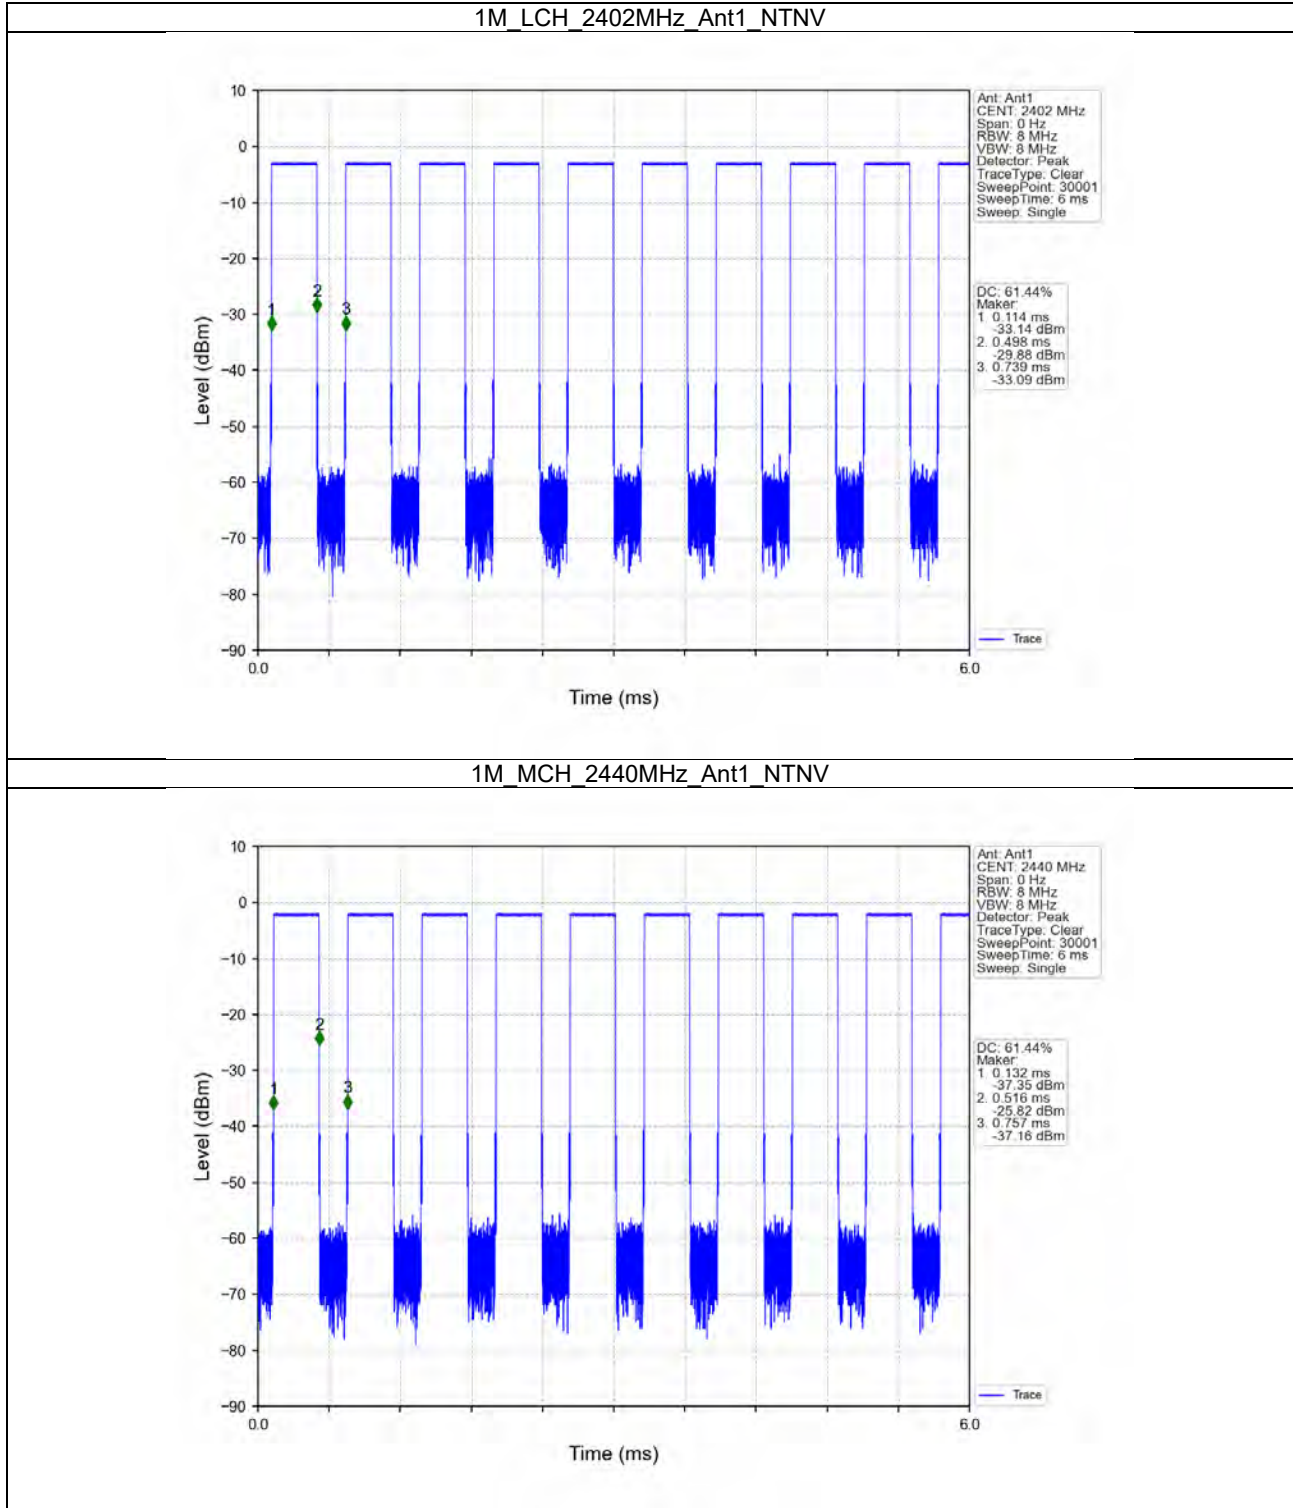 1M_LCH_2402MHz_Ant1_NTNV
10
0
−10
−20
−30
−40
−50
−60
−70
−80
−90
Level (dBm)
1
2
3
0.0
6.0
Time (ms)
Ant: Ant1
CENT: 2402 MHz
Span: 0 Hz
RBW: 8 MHz
VBW: 8 MHz
Detector: Peak
TraceType: Clear
SweepPoint: 30001
SweepTime: 6 ms
Sweep: Single
DC: 61.44%
Maker:
1. 0.114 ms
-33.14 dBm
2. 0.498 ms
-29.88 dBm
3. 0.739 ms
-33.09 dBm
Trace
1M_MCH_2440MHz_Ant1_NTNV
10
0
−10
−20
−30
−40
−50
−60
−70
−80
−90
Level (dBm)
1
2
3
0.0
6.0
Time (ms)
Ant: Ant1
CENT: 2440 MHz
Span: 0 Hz
RBW: 8 MHz
VBW: 8 MHz
Detector: Peak
TraceType: Clear
SweepPoint: 30001
SweepTime: 6 ms
Sweep: Single
DC: 61.44%
Maker:
1. 0.132 ms
-37.35 dBm
2. 0.516 ms
-25.82 dBm
3. 0.757 ms
-37.16 dBm
Trace